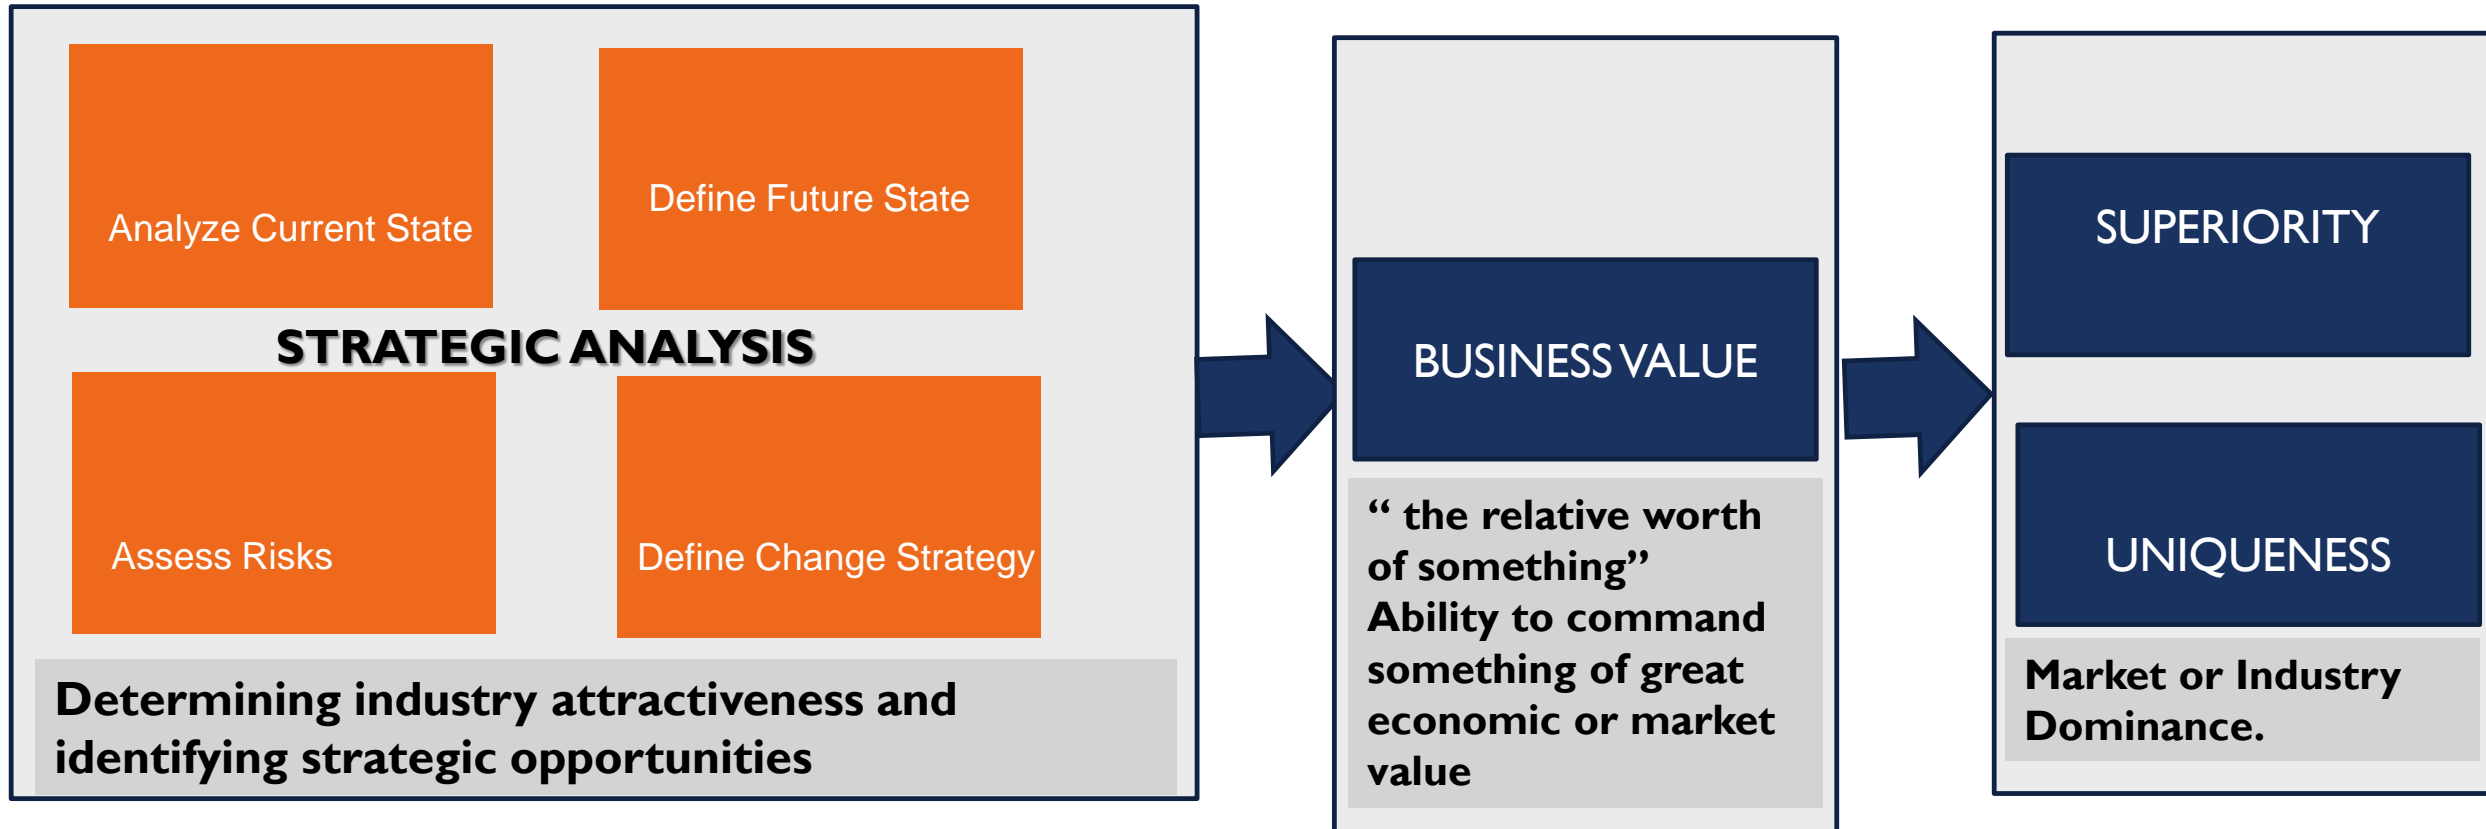 Analyze Current State
Define Future State
STRATEGIC ANALYSIS
Assess Risks
Define Change Strategy
Determining industry attractiveness and
identifying strategic opportunities
BUSINESS VALUE
“ the relative worth
of something”
Ability to command
something of great
economic or market
value
SUPERIORITY
UNIQUENESS
Market or Industry
Dominance.